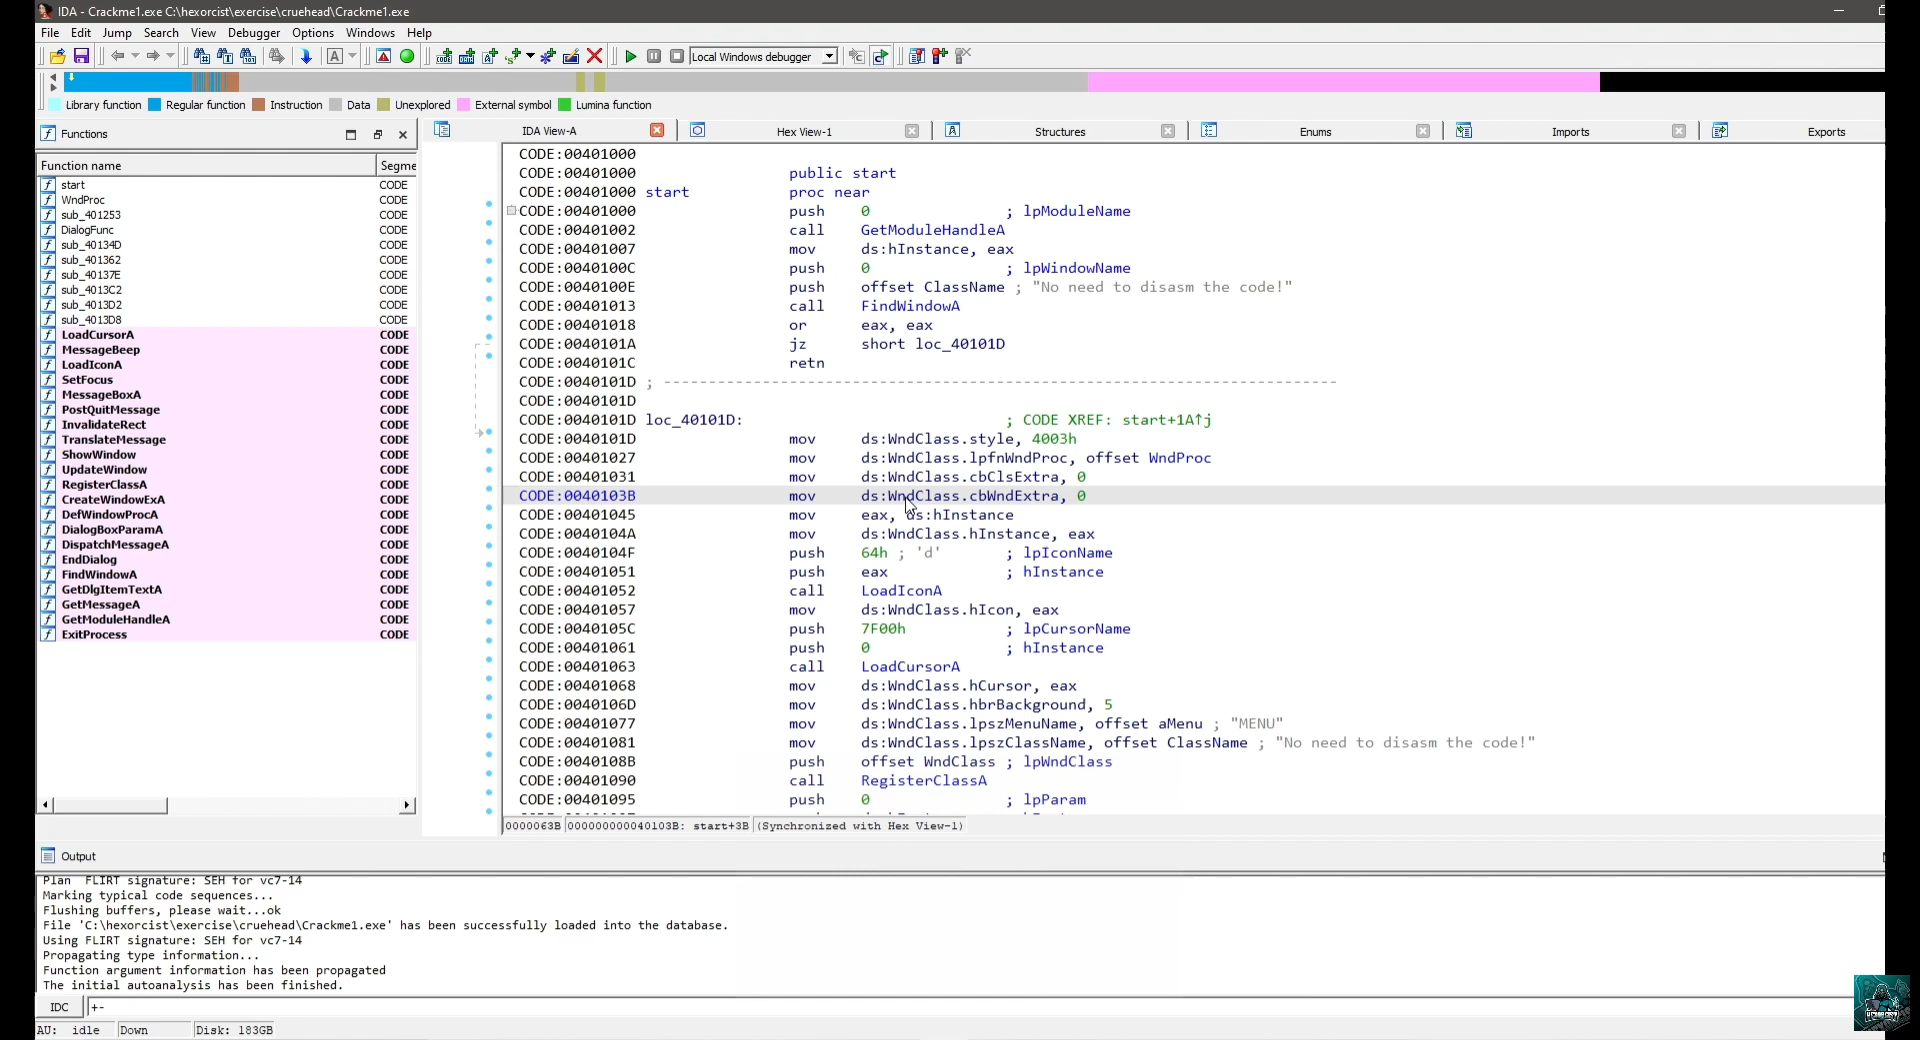 IDA - Crackme1.exe C:\hexorcist\exercise\cruehead\Crackme1.exe
File Edit Jump Search View Debugger Options Windows Help
Local Windows debugger
Library function Regular function Instruction Data Unexplored External symbol Lumina function
Functions
IDA View-A Hex View-1 Structures Enums Imports Exports
Function name Segme
start CODE
WndProc CODE
sub_401253 CODE
DialogFunc CODE
sub_40134D CODE
sub_401362 CODE
sub_40137E CODE
sub_4013C2 CODE
sub_4013D2 CODE
sub_4013D8 CODE
LoadCursorA CODE
MessageBeep CODE
LoadIconA CODE
SetFocus CODE
MessageBoxA CODE
PostQuitMessage CODE
InvalidateRect CODE
TranslateMessage CODE
ShowWindow CODE
UpdateWindow CODE
RegisterClassA CODE
CreateWindowExA CODE
DefWindowProcA CODE
DialogBoxParamA CODE
DispatchMessageA CODE
EndDialog CODE
FindWindowA CODE
GetDlgItemTextA CODE
GetMessageA CODE
GetModuleHandleA CODE
ExitProcess CODE
CODE:00401000
CODE:00401000 public start
CODE:00401000 start proc near
CODE:00401000 push 0 ; lpModuleName
CODE:00401002 call GetModuleHandleA
CODE:00401007 mov ds:hInstance, eax
CODE:0040100C push 0 ; lpWindowName
CODE:0040100E push offset ClassName ; "No need to disasm the code!"
CODE:00401013 call FindWindowA
CODE:00401018 or eax, eax
CODE:0040101A jz short loc_40101D
CODE:0040101C retn
CODE:0040101D ; ---------------------------------------------------------------------------
CODE:0040101D
CODE:0040101D loc_40101D: ; CODE XREF: start+1A↑j
CODE:0040101D mov ds:WndClass.style, 4003h
CODE:00401027 mov ds:WndClass.lpfnWndProc, offset WndProc
CODE:00401031 mov ds:WndClass.cbClsExtra, 0
CODE:0040103B mov ds:WndClass.cbWndExtra, 0
CODE:00401045 mov eax, ds:hInstance
CODE:0040104A mov ds:WndClass.hInstance, eax
CODE:0040104F push 64h ; 'd' ; lpIconName
CODE:00401051 push eax ; hInstance
CODE:00401052 call LoadIconA
CODE:00401057 mov ds:WndClass.hIcon, eax
CODE:0040105C push 7F00h ; lpCursorName
CODE:00401061 push 0 ; hInstance
CODE:00401063 call LoadCursorA
CODE:00401068 mov ds:WndClass.hCursor, eax
CODE:0040106D mov ds:WndClass.hbrBackground, 5
CODE:00401077 mov ds:WndClass.lpszMenuName, offset aMenu ; "MENU"
CODE:00401081 mov ds:WndClass.lpszClassName, offset ClassName ; "No need to disasm the code!"
CODE:0040108B push offset WndClass ; lpWndClass
CODE:00401090 call RegisterClassA
CODE:00401095 push 0 ; lpParam
0000063B 000000000040103B: start+3B (Synchronized with Hex View-1)
Output
Plan FLIRT signature: SEH for vc7-14
Marking typical code sequences...
Flushing buffers, please wait...ok
File 'C:\hexorcist\exercise\cruehead\Crackme1.exe' has been successfully loaded into the database.
Using FLIRT signature: SEH for vc7-14
Propagating type information...
Function argument information has been propagated
The initial autoanalysis has been finished.
IDC +-
AU: idle Down Disk: 183GB